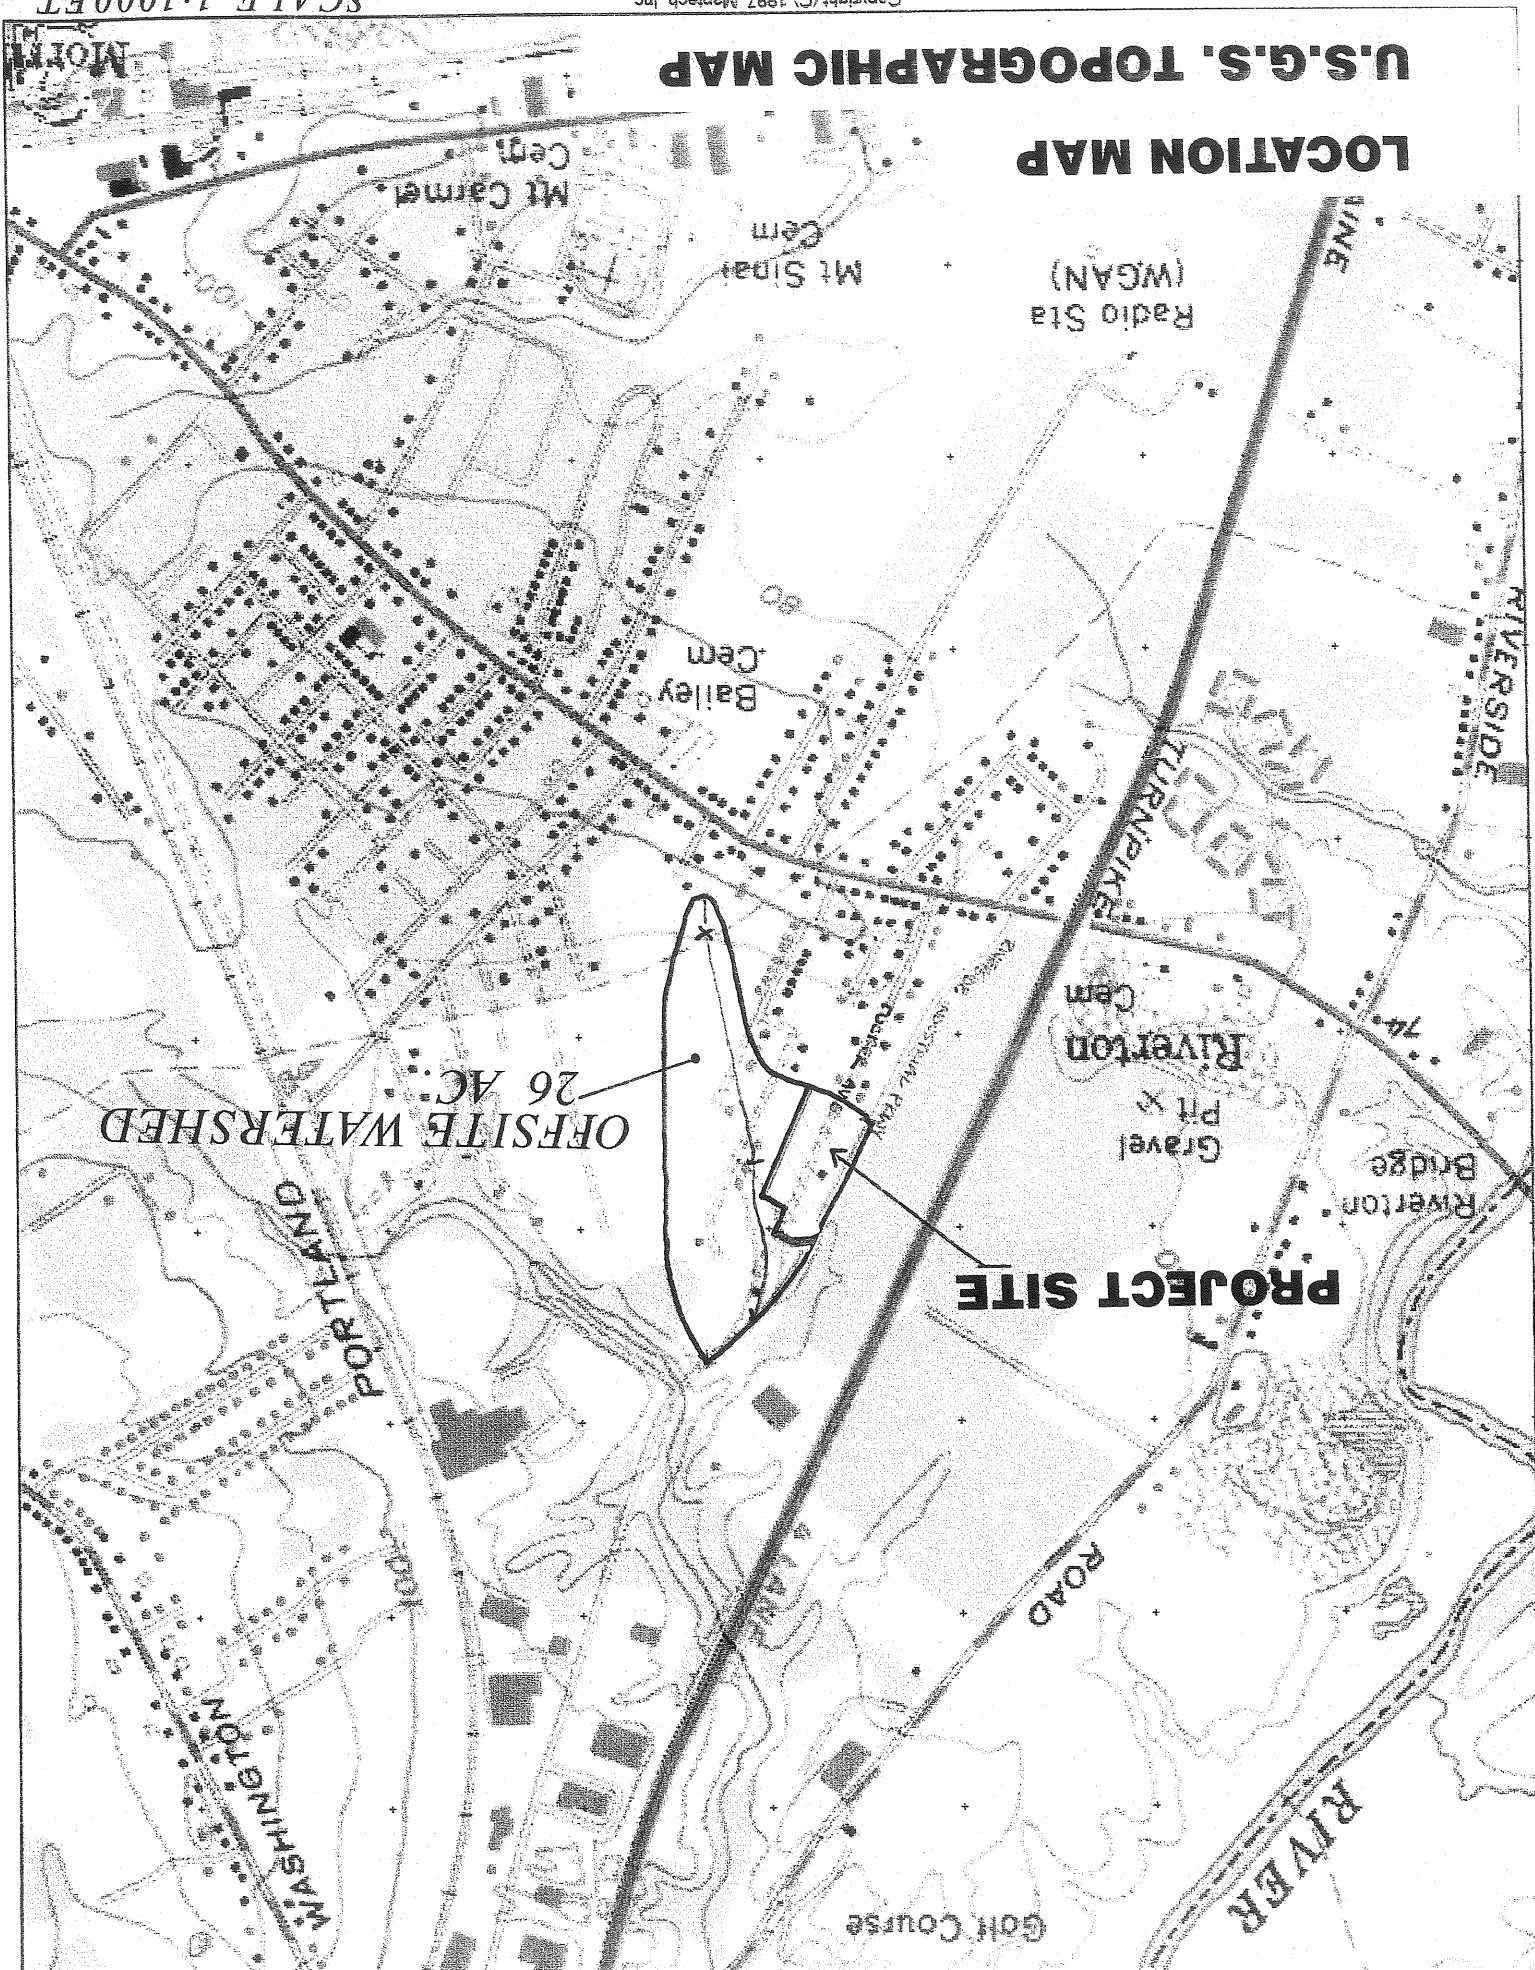 Golf Course
RIVER
WASHINGTON
ROAD
PROJECT SITE
PORTLAND
Riverton
Bridge
Gravel
Pit
OFFSITE WATERSHED
26 AC.
Riverton
Cem
74
TURNPIKE
RIVERSIDE
Bailey
Cem
80
Radio Sta
(WGAN)
Mt Sinai
Cem
Mt Carmel
Cem
100
LOCATION MAP
U.S.G.S. TOPOGRAPHIC MAP
Copyright (C) 1997, Maptech, Inc.
SCALE 1:1000FT